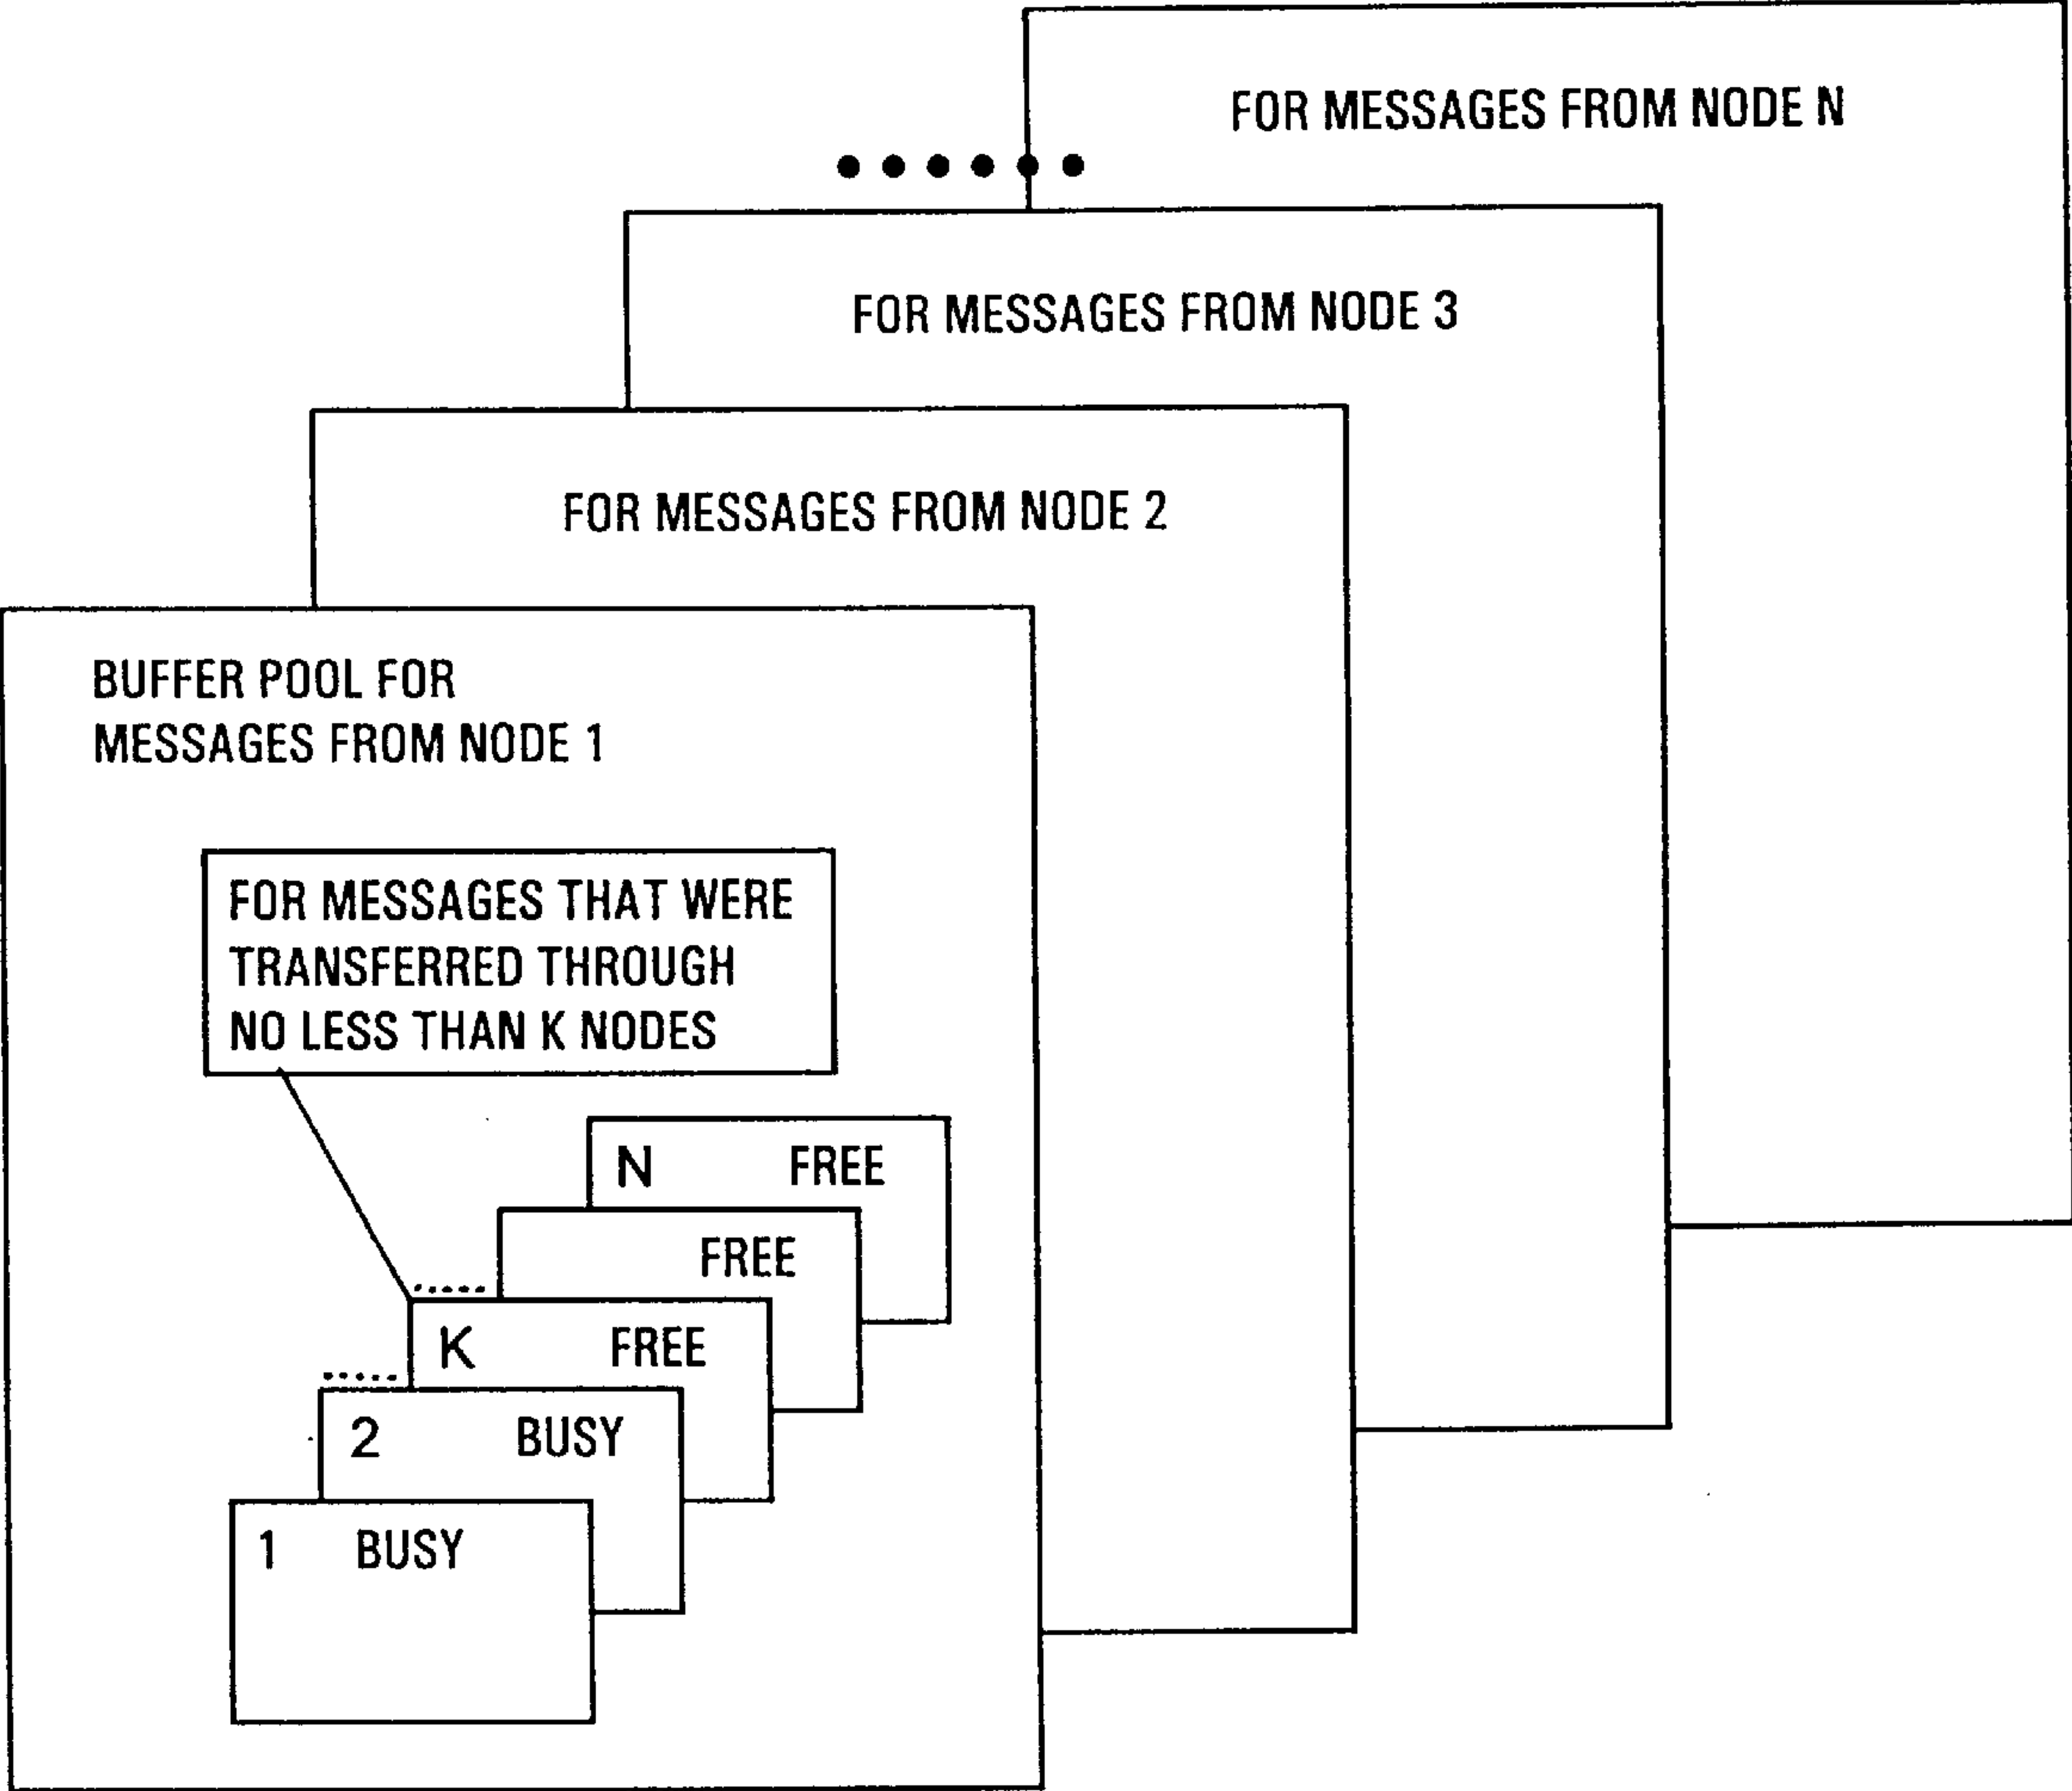 FOR MESSAGES FROM NODE N
FOR MESSAGES FROM NODE 3
FOR MESSAGES FROM NODE 2
BUFFER POOL FOR
MESSAGES FROM NODE 1
FOR MESSAGES THAT WERE
TRANSFERRED THROUGH
NO LESS THAN K NODES
N FREE
FREE
K FREE
2 BUSY
1 BUSY